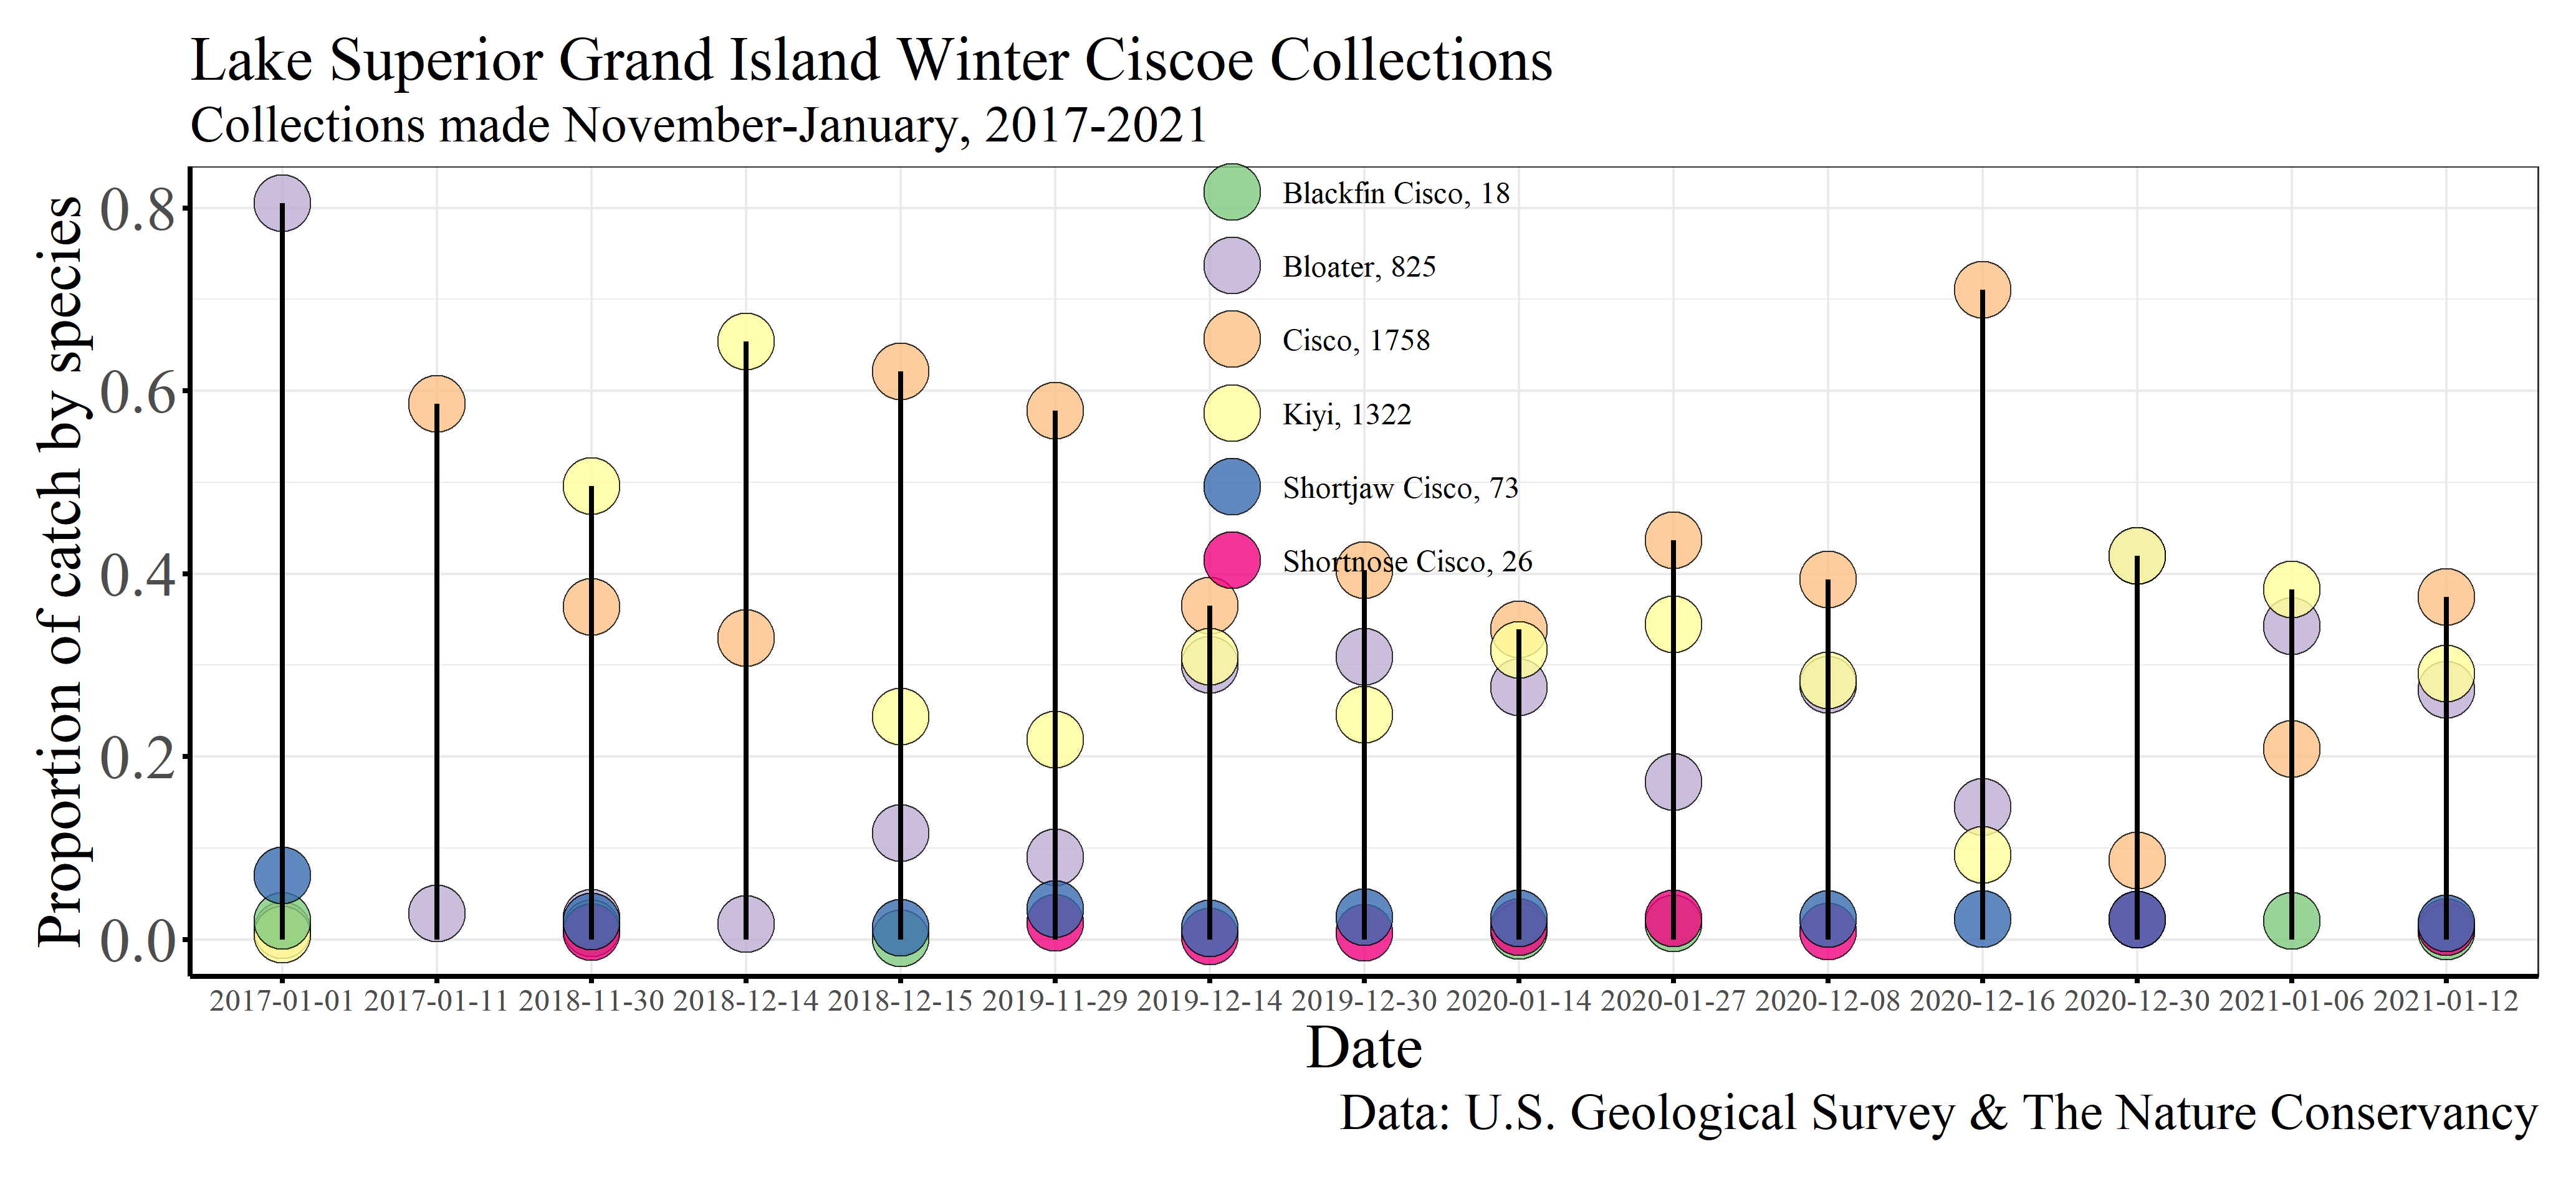 Lake Superior Grand Island Winter Ciscoe Collections
Collections made November-January, 2017-2021
Proportion of catch by species
0.8
0.6
0.4
0.2
0.0
Blackfin Cisco, 18
Bloater, 825
Cisco, 1758
Kiyi, 1322
Shortjaw Cisco, 73
Shortnose Cisco, 26
2017-01-01 2017-01-11 2018-11-30 2018-12-14 2018-12-15 2019-11-29 2019-12-14 2019-12-30 2020-01-14 2020-01-27 2020-12-08 2020-12-16 2020-12-30 2021-01-06 2021-01-12
Date
Data: U.S. Geological Survey & The Nature Conservancy